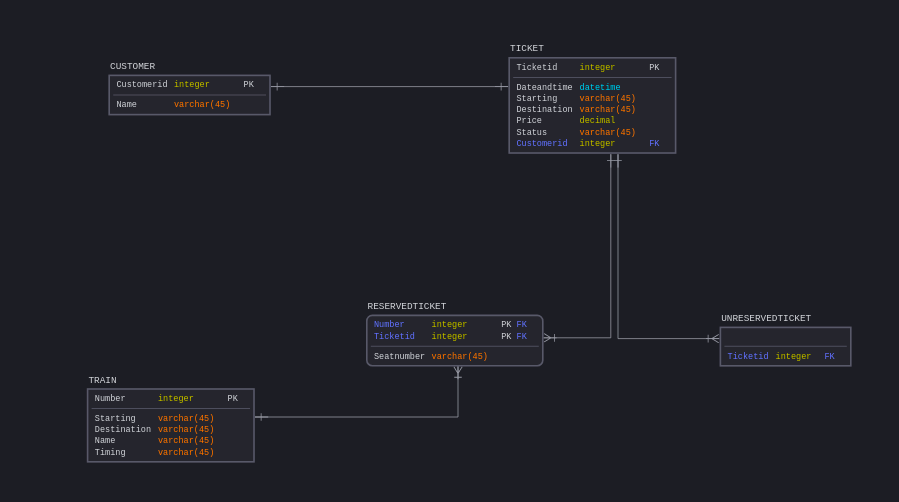 TICKET
Ticketid integer PK
Dateandtime datetime
Starting varchar(45)
Destination varchar(45)
Price decimal
Status varchar(45)
Customerid integer FK
CUSTOMER
Customerid integer PK
Name varchar(45)
RESERVEDTICKET
Number integer PK FK
Ticketid integer PK FK
Seatnumber varchar(45)
UNRESERVEDTICKET
Ticketid integer FK
TRAIN
Number integer PK
Starting varchar(45)
Destination varchar(45)
Name varchar(45)
Timing varchar(45)